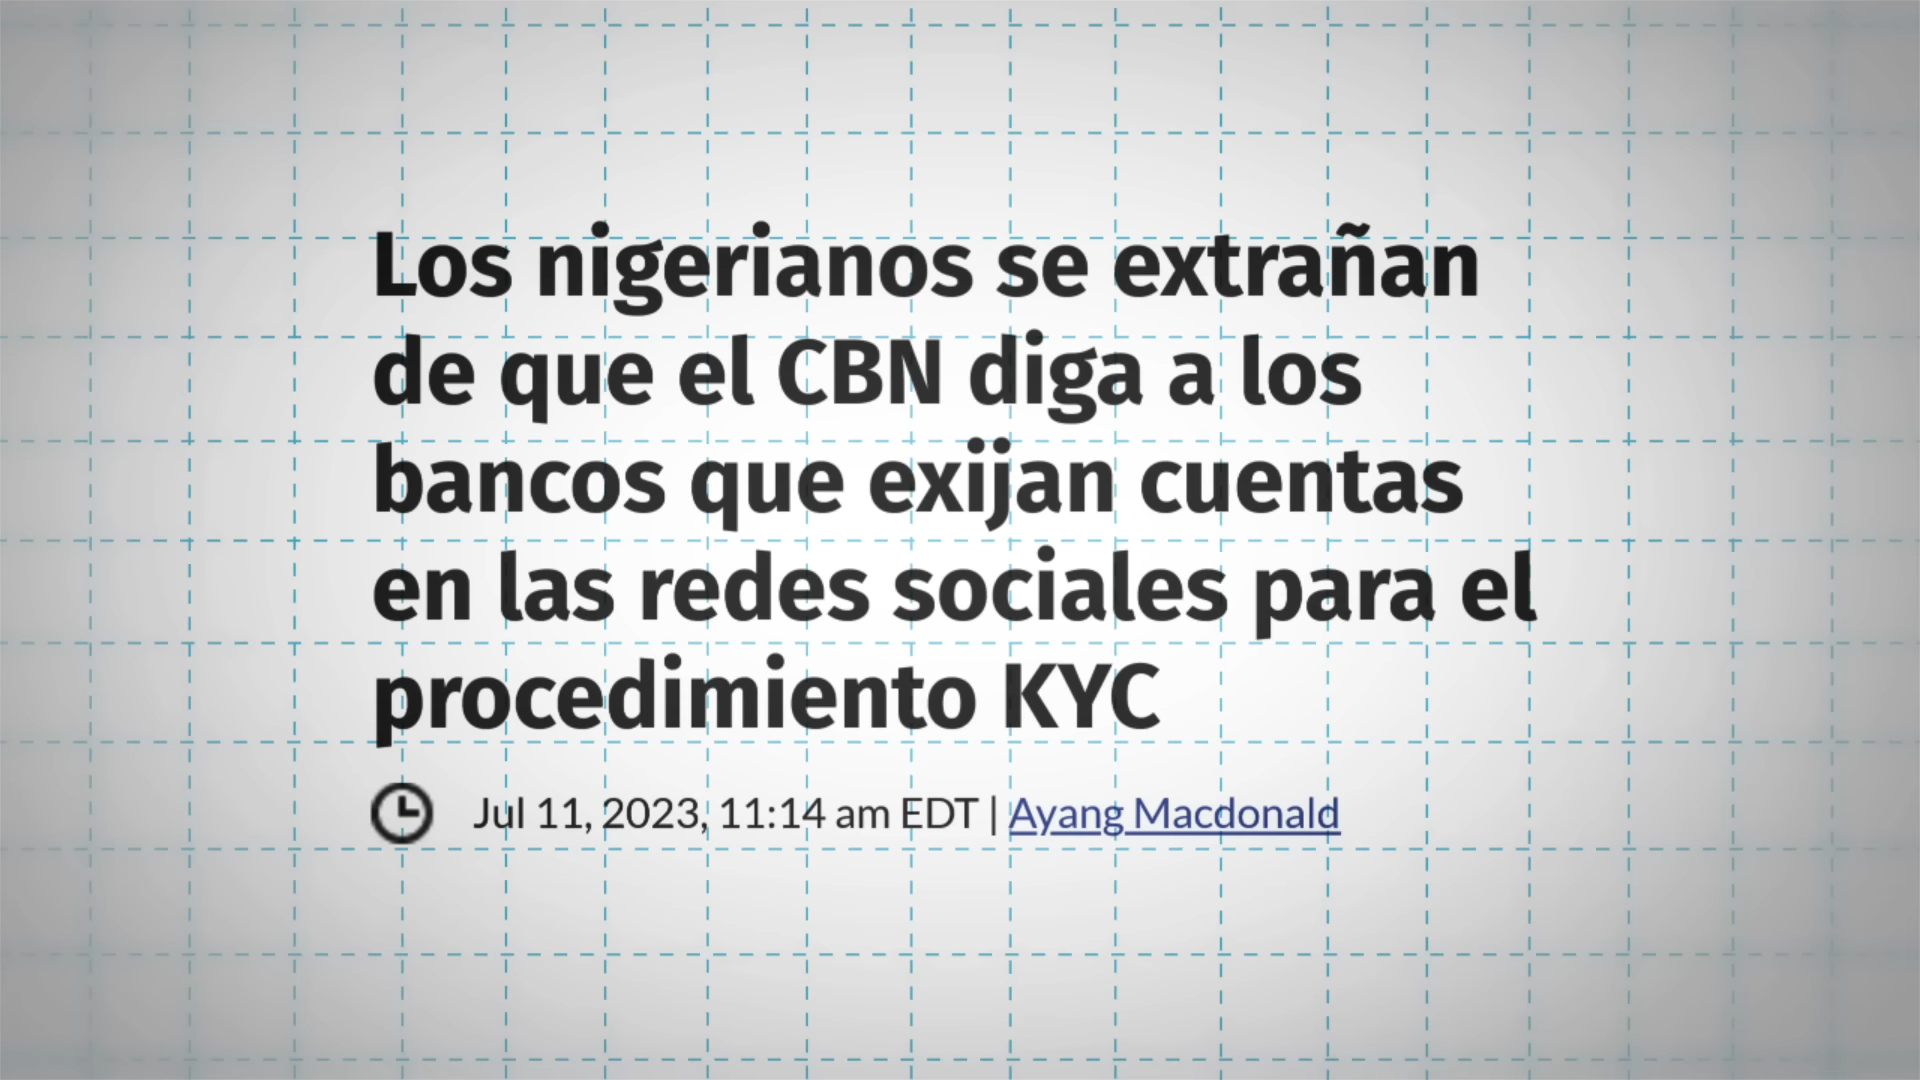 Los nigerianos se extrañan
de que el CBN diga a los
bancos que exijan cuentas
en las redes sociales para el
procedimiento KYC
Jul 11, 2023, 11:14 am EDT | Ayang Macdonald